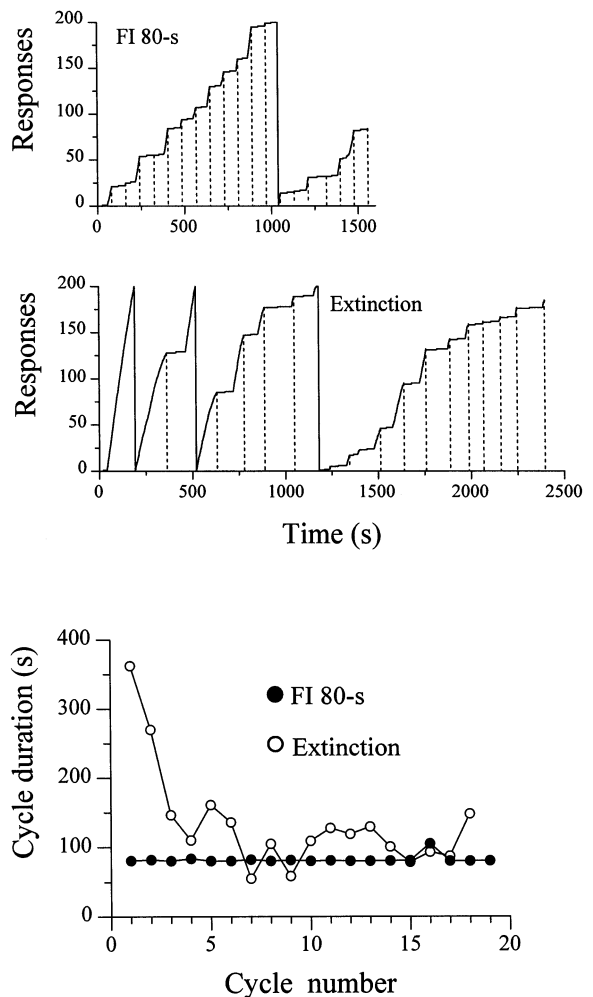 200
FI 80-s
150
100
50
0
Responses
0 500 1000 1500
200
Extinction
150
100
50
0
Responses
0 500 1000 1500 2000 2500
Time (s)
400
300
200
100
0
Cycle duration (s)
FI 80-s
Extinction
0 5 10 15 20
Cycle number